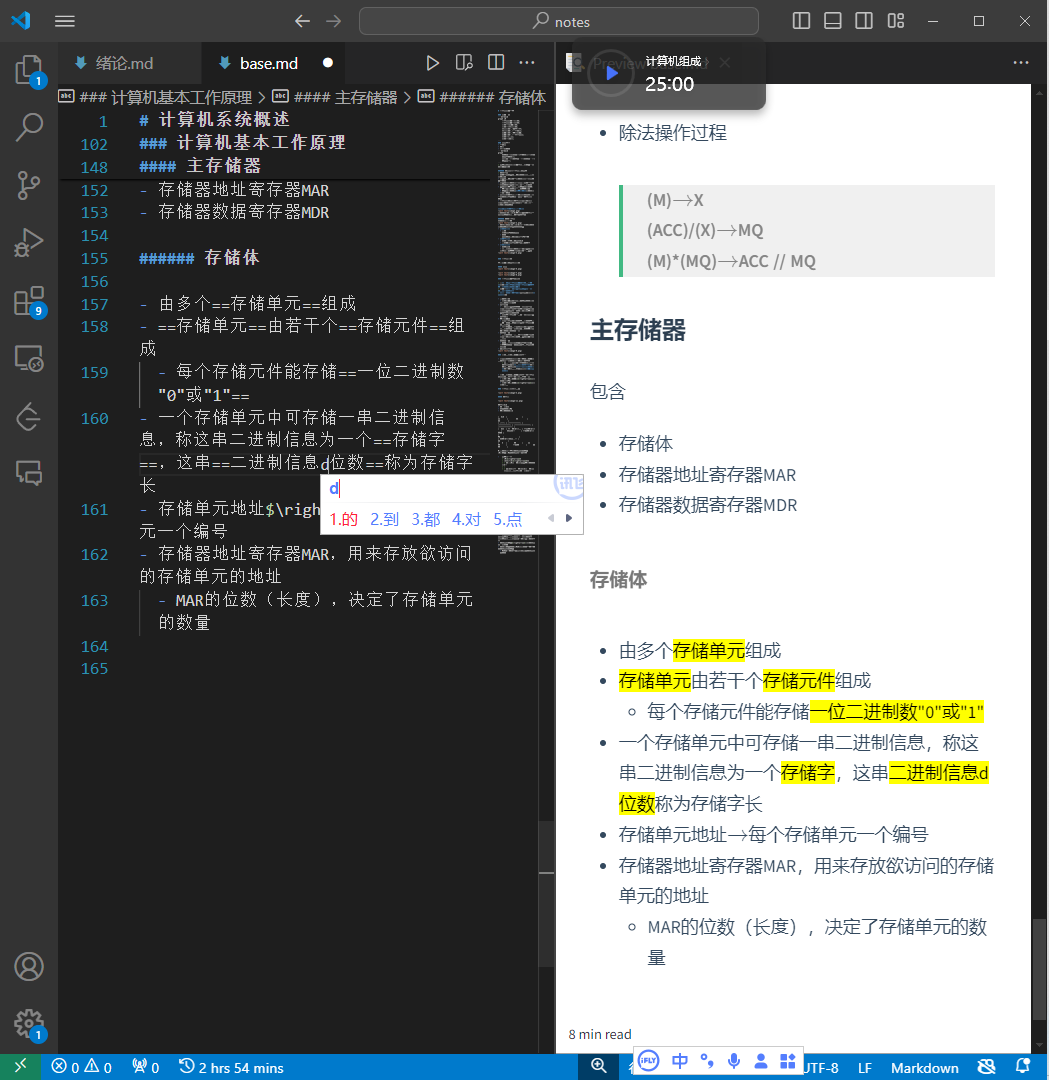 notes
绪论.md
base.md
### 计算机基本工作原理 > #### 主存储器 > ###### 存储体
1 # 计算机系统概述
102 ### 计算机基本工作原理
148 #### 主存储器
152 - 存储器地址寄存器MAR
153 - 存储器数据寄存器MDR
154
155 ###### 存储体
156
157 - 由多个==存储单元==组成
158 - ==存储单元==由若干个==存储元件==组
成
159 - 每个存储元件能存储==一位二进制数
"0"或"1"==
160 - 一个存储单元中可存储一串二进制信
息，称这串二进制信息为一个==存储字
==，这串==二进制信息d位数==称为存储字
长
161 - 存储单元地址$\righ
元一个编号
162 - 存储器地址寄存器MAR，用来存放欲访问
的存储单元的地址
163 - MAR的位数（长度），决定了存储单元
的数量
164
165
d
讯飞
1.的 2.到 3.都 4.对 5.点
Preview
计算机组成
25:00
• 除法操作过程
(M)→X
(ACC)/(X)→MQ
(M)*(MQ)→ACC // MQ
主存储器
包含
• 存储体
• 存储器地址寄存器MAR
• 存储器数据寄存器MDR
存储体
• 由多个存储单元组成
• 存储单元由若干个存储元件组成
◦ 每个存储元件能存储一位二进制数"0"或"1"
• 一个存储单元中可存储一串二进制信息，称这
串二进制信息为一个存储字，这串二进制信息d
位数称为存储字长
• 存储单元地址→每个存储单元一个编号
• 存储器地址寄存器MAR，用来存放欲访问的存储
单元的地址
◦ MAR的位数（长度），决定了存储单元的数
量
8 min read
1
9
1
0 0 0 2 hrs 54 mins
iFLY 中
UTF-8 LF Markdown